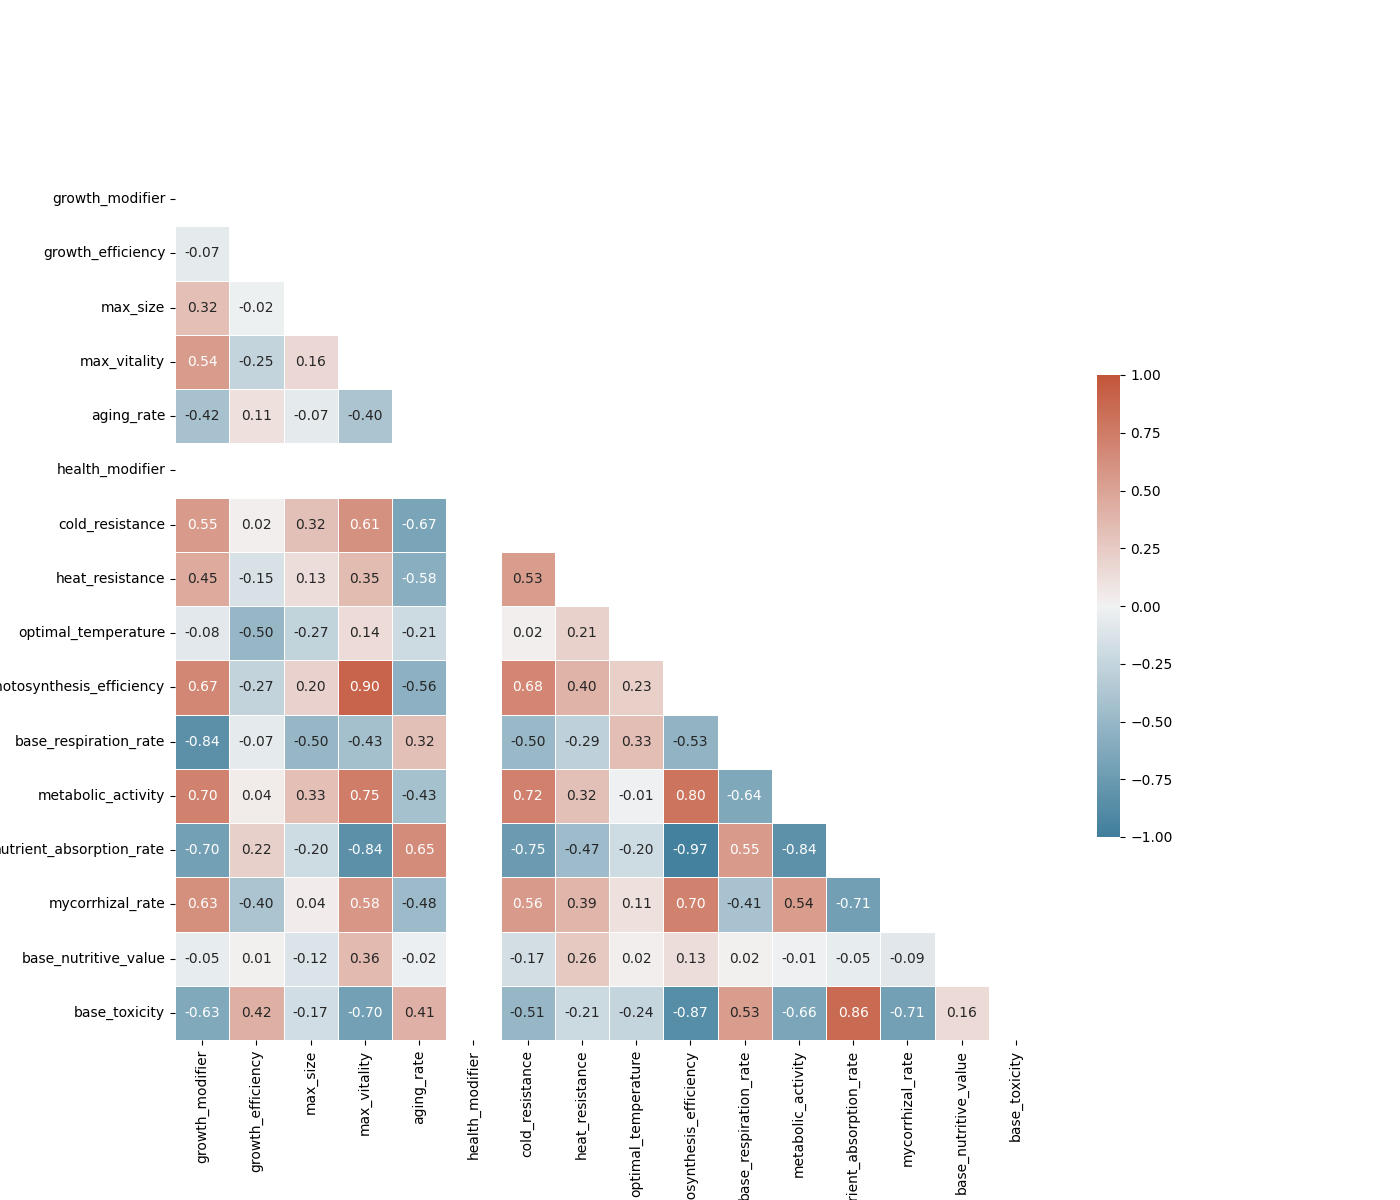 growth_modifier
growth_efficiency -0.07
max_size 0.32 -0.02
max_vitality 0.54 -0.25 0.16
aging_rate -0.42 0.11 -0.07 -0.40
health_modifier
cold_resistance 0.55 0.02 0.32 0.61 -0.67
heat_resistance 0.45 -0.15 0.13 0.35 -0.58 0.53
optimal_temperature -0.08 -0.50 -0.27 0.14 -0.21 0.02 0.21
hotosynthesis_efficiency 0.67 -0.27 0.20 0.90 -0.56 0.68 0.40 0.23
base_respiration_rate -0.84 -0.07 -0.50 -0.43 0.32 -0.50 -0.29 0.33 -0.53
metabolic_activity 0.70 0.04 0.33 0.75 -0.43 0.72 0.32 -0.01 0.80 -0.64
utrient_absorption_rate -0.70 0.22 -0.20 -0.84 0.65 -0.75 -0.47 -0.20 -0.97 0.55 -0.84
mycorrhizal_rate 0.63 -0.40 0.04 0.58 -0.48 0.56 0.39 0.11 0.70 -0.41 0.54 -0.71
base_nutritive_value -0.05 0.01 -0.12 0.36 -0.02 -0.17 0.26 0.02 0.13 0.02 -0.01 -0.05 -0.09
base_toxicity -0.63 0.42 -0.17 -0.70 0.41 -0.51 -0.21 -0.24 -0.87 0.53 -0.66 0.86 -0.71 0.16
growth_modifier
growth_efficiency
max_size
max_vitality
aging_rate
health_modifier
cold_resistance
heat_resistance
optimal_temperature
osynthesis_efficiency
base_respiration_rate
metabolic_activity
rient_absorption_rate
mycorrhizal_rate
base_nutritive_value
base_toxicity
1.00
0.75
0.50
0.25
0.00
−0.25
−0.50
−0.75
−1.00